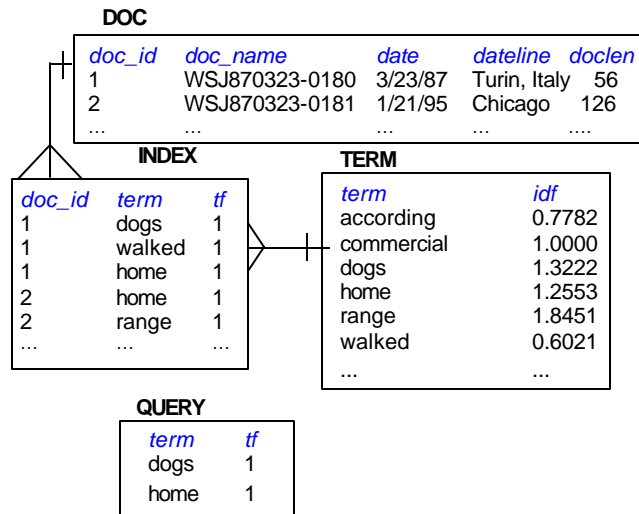 DOC
doc_id doc_name date dateline doclen
1 WSJ870323-0180 3/23/87 Turin, Italy 56
2 WSJ870323-0181 1/21/95 Chicago 126
... ... ... ... ....
INDEX
doc_id term tf
1 dogs 1
1 walked 1
1 home 1
2 home 1
2 range 1
... ... ...
TERM
term idf
according 0.7782
commercial 1.0000
dogs 1.3222
home 1.2553
range 1.8451
walked 0.6021
... ...
QUERY
term tf
dogs 1
home 1